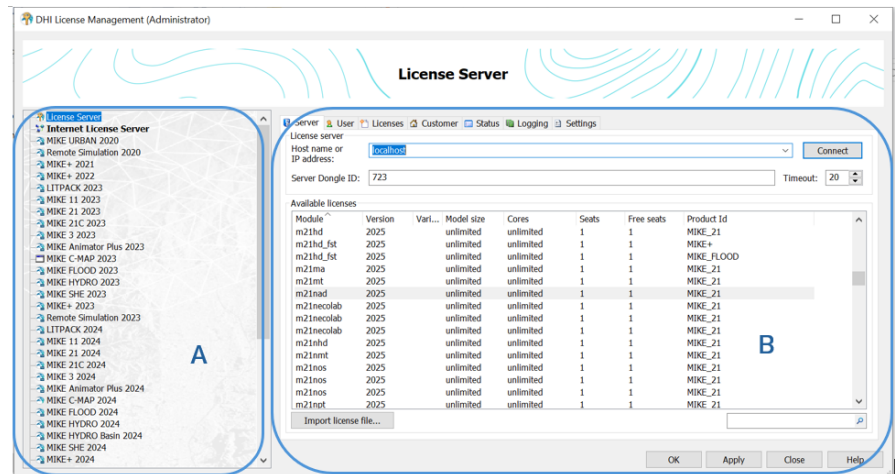 DHI License Management (Administrator)
License Server
License Server
Internet License Server
MIKE URBAN 2020
Remote Simulation 2020
MIKE+ 2021
MIKE+ 2022
LITPACK 2023
MIKE 11 2023
MIKE 21 2023
MIKE 21C 2023
MIKE 3 2023
MIKE Animator Plus 2023
MIKE C-MAP 2023
MIKE FLOOD 2023
MIKE HYDRO 2023
MIKE SHE 2023
MIKE+ 2023
Remote Simulation 2023
LITPACK 2024
MIKE 11 2024
MIKE 21 2024
MIKE 21C 2024
MIKE 3 2024
MIKE Animator Plus 2024
MIKE C-MAP 2024
MIKE FLOOD 2024
MIKE HYDRO 2024
MIKE HYDRO Basin 2024
MIKE SHE 2024
MIKE+ 2024
A
Server User Licenses Customer Status Logging Settings
License server
Host name or IP address: localhost Connect
Server Dongle ID: 723 Timeout: 20
Available licenses
Module Version Vari... Model size Cores Seats Free seats Product Id
m21hd 2025 unlimited unlimited 1 1 MIKE_21
m21hd_fst 2025 unlimited unlimited 1 1 MIKE+
m21hd_fst 2025 unlimited unlimited 1 1 MIKE_FLOOD
m21ma 2025 unlimited unlimited 1 1 MIKE_21
m21mt 2025 unlimited unlimited 1 1 MIKE_21
m21nad 2025 unlimited unlimited 1 1 MIKE_21
m21necolab 2025 unlimited unlimited 1 1 MIKE_21
m21necolab 2025 unlimited unlimited 1 1 MIKE_21
m21necolab 2025 unlimited unlimited 1 1 MIKE_21
m21nhd 2025 unlimited unlimited 1 1 MIKE_21
m21nmt 2025 unlimited unlimited 1 1 MIKE_21
m21nos 2025 unlimited unlimited 1 1 MIKE_21
m21nos 2025 unlimited unlimited 1 1 MIKE_21
m21nos 2025 unlimited unlimited 1 1 MIKE_21
m21npt 2025 unlimited unlimited 1 1 MIKE_21
B
Import license file...
OK Apply Close Help